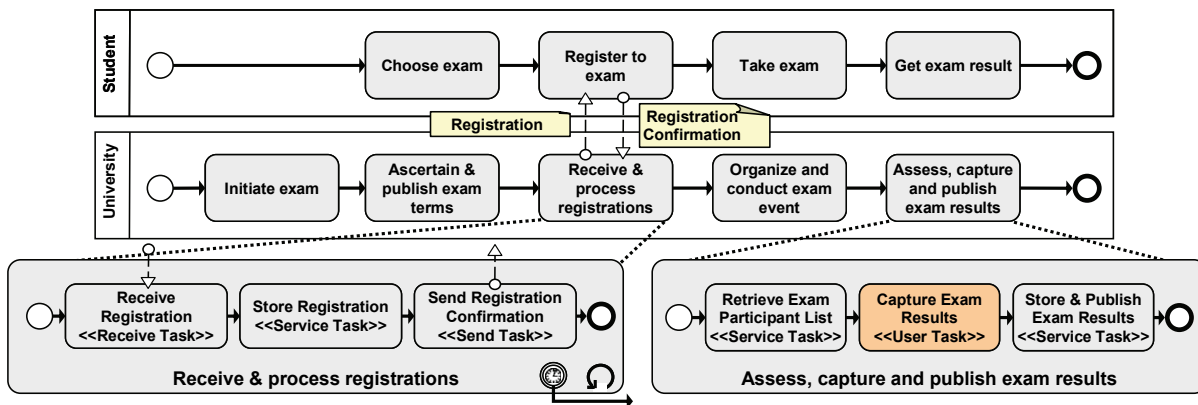 Student
Choose exam
Register to
exam
Take exam
Get exam result
Registration
Registration
Confirmation
University
Initiate exam
Ascertain &
publish exam
terms
Receive &
process
registrations
Organize and
conduct exam
event
Assess, capture
and publish
exam results
Receive
Registration
<<Receive Task>>
Store Registration
<<Service Task>>
Send Registration
Confirmation
<<Send Task>>
Receive & process registrations
Retrieve Exam
Participant List
<<Service Task>>
Capture Exam
Results
<<User Task>>
Store & Publish
Exam Results
<<Service Task>>
Assess, capture and publish exam results